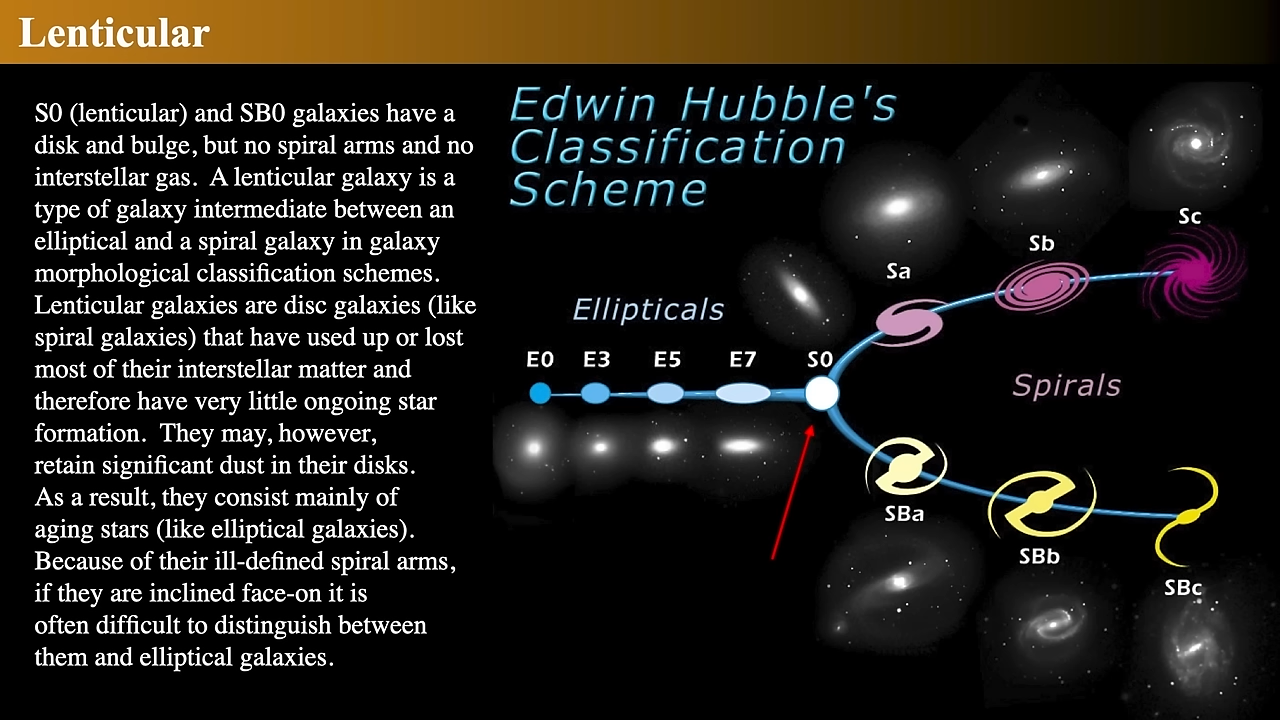 Lenticular
S0 (lenticular) and SB0 galaxies have a
disk and bulge, but no spiral arms and no
interstellar gas.  A lenticular galaxy is a
type of galaxy intermediate between an
elliptical and a spiral galaxy in galaxy
morphological classification schemes.
Lenticular galaxies are disc galaxies (like
spiral galaxies) that have used up or lost
most of their interstellar matter and
therefore have very little ongoing star
formation.  They may, however,
retain significant dust in their disks.
As a result, they consist mainly of
aging stars (like elliptical galaxies).
Because of their ill-defined spiral arms,
if they are inclined face-on it is
often difficult to distinguish between
them and elliptical galaxies.
Edwin Hubble's
Classification
Scheme
Ellipticals
E0 E3 E5 E7 S0
Sa
Sb
Sc
Spirals
SBa
SBb
SBc